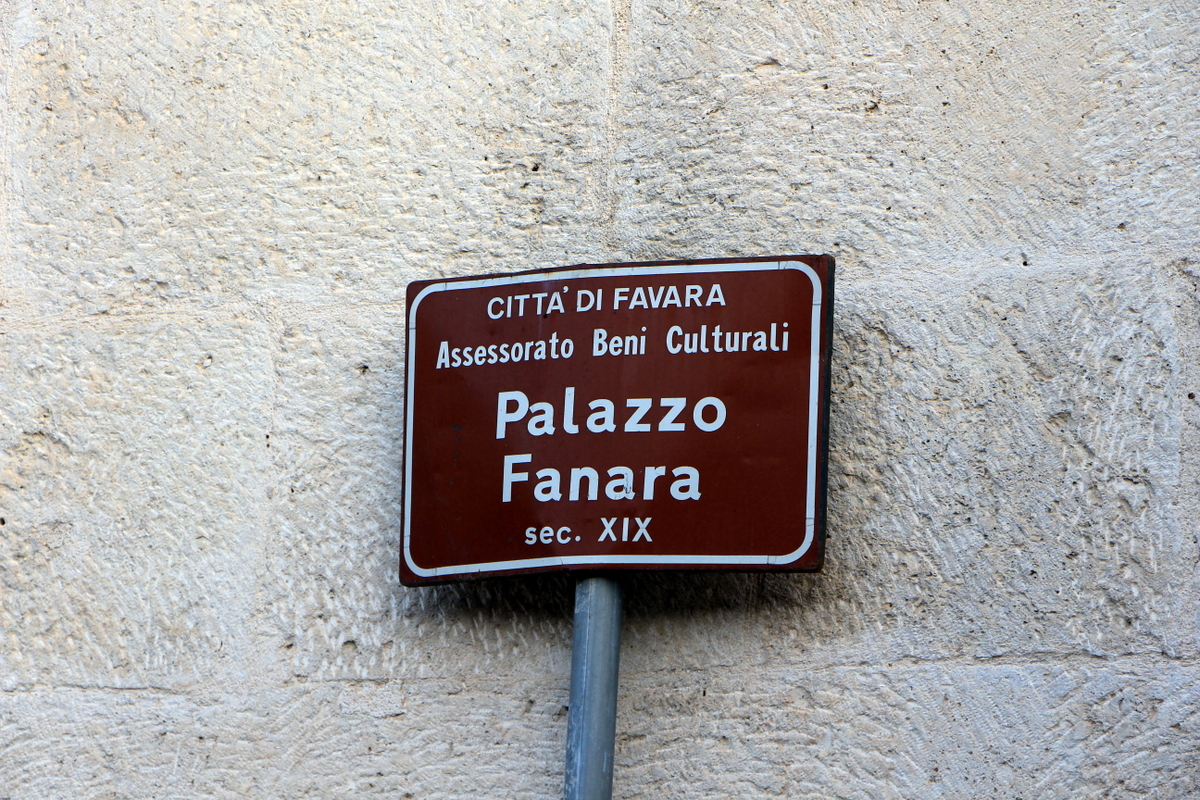 CITTA' DI FAVARA
Assessorato Beni Culturali
Palazzo
Fanara
sec. XIX